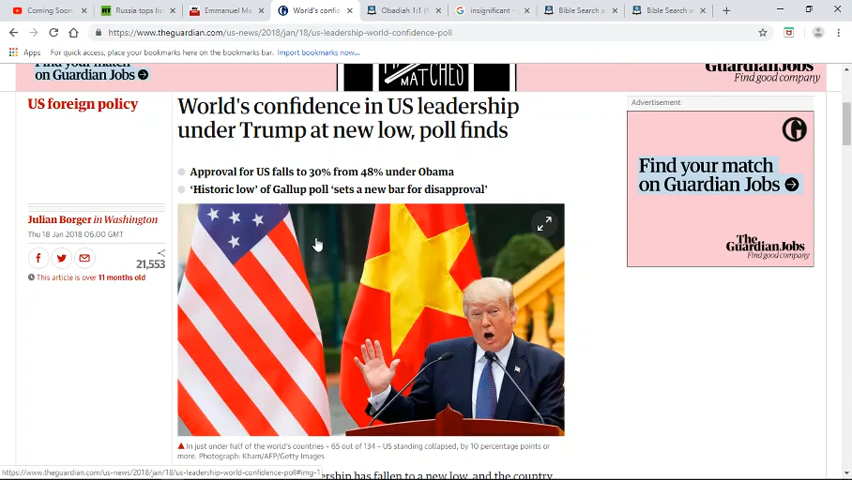 Coming Soon
Russia tops lis
Emmanuel Ma
World's confi
Obadiah 1:1 (
insignificant -
Bible Search a
Bible Search a
https://www.theguardian.com/us-news/2018/jan/18/us-leadership-world-confidence-poll
Apps
For quick access, place your bookmarks here on the bookmarks bar. Import bookmarks now...
Find your match
on Guardian Jobs
MATCHES
Guardian Jobs
Find good company
US foreign policy
World's confidence in US leadership
under Trump at new low, poll finds
Approval for US falls to 30% from 48% under Obama
'Historic low' of Gallup poll 'sets a new bar for disapproval'
Julian Borger in Washington
Thu 18 Jan 2018 06.00 GMT
21,553
This article is over 11 months old
In just under half of the world's countries – 65 out of 134 – US standing collapsed, by 10 percentage points or
more. Photograph: Kham/AFP/Getty Images
Advertisement
Find your match
on Guardian Jobs
The
Guardian Jobs
Find good company
https://www.theguardian.com/us-news/2018/jan/18/us-leadership-world-confidence-poll#img-1
ership has fallen to a new low, and the country